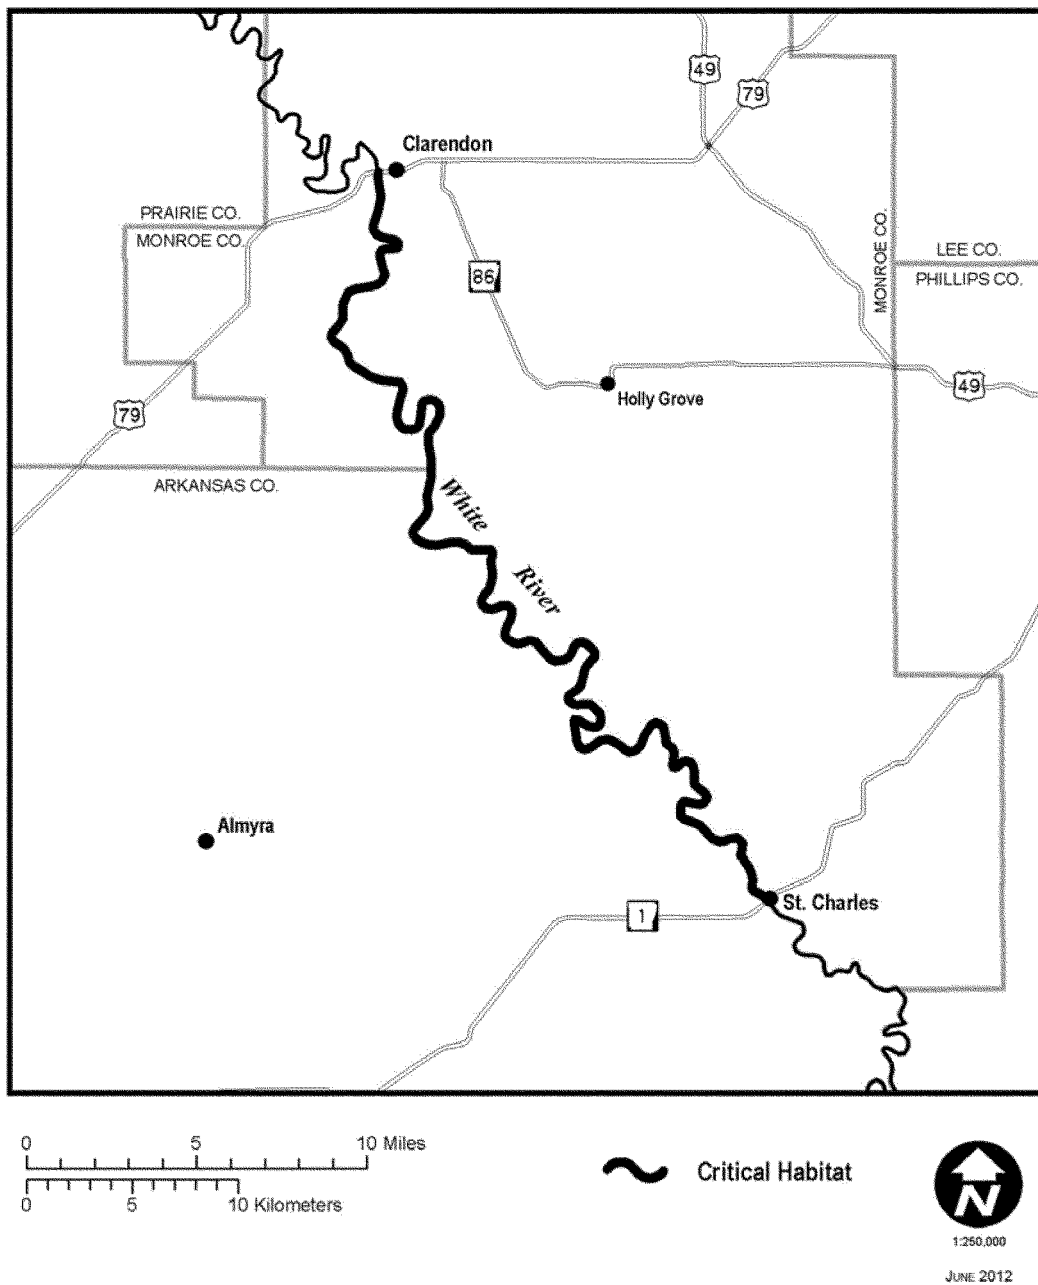 49
79
Clarendon
PRAIRIE CO.
MONROE CO.
MONROE CO.
LEE CO.
PHILLIPS CO.
86
Holly Grove
49
79
ARKANSAS CO.
White
River
Almyra
St. Charles
1
0 5 10 Miles
0 5 10 Kilometers
Critical Habitat
N
1:250,000
JUNE 2012